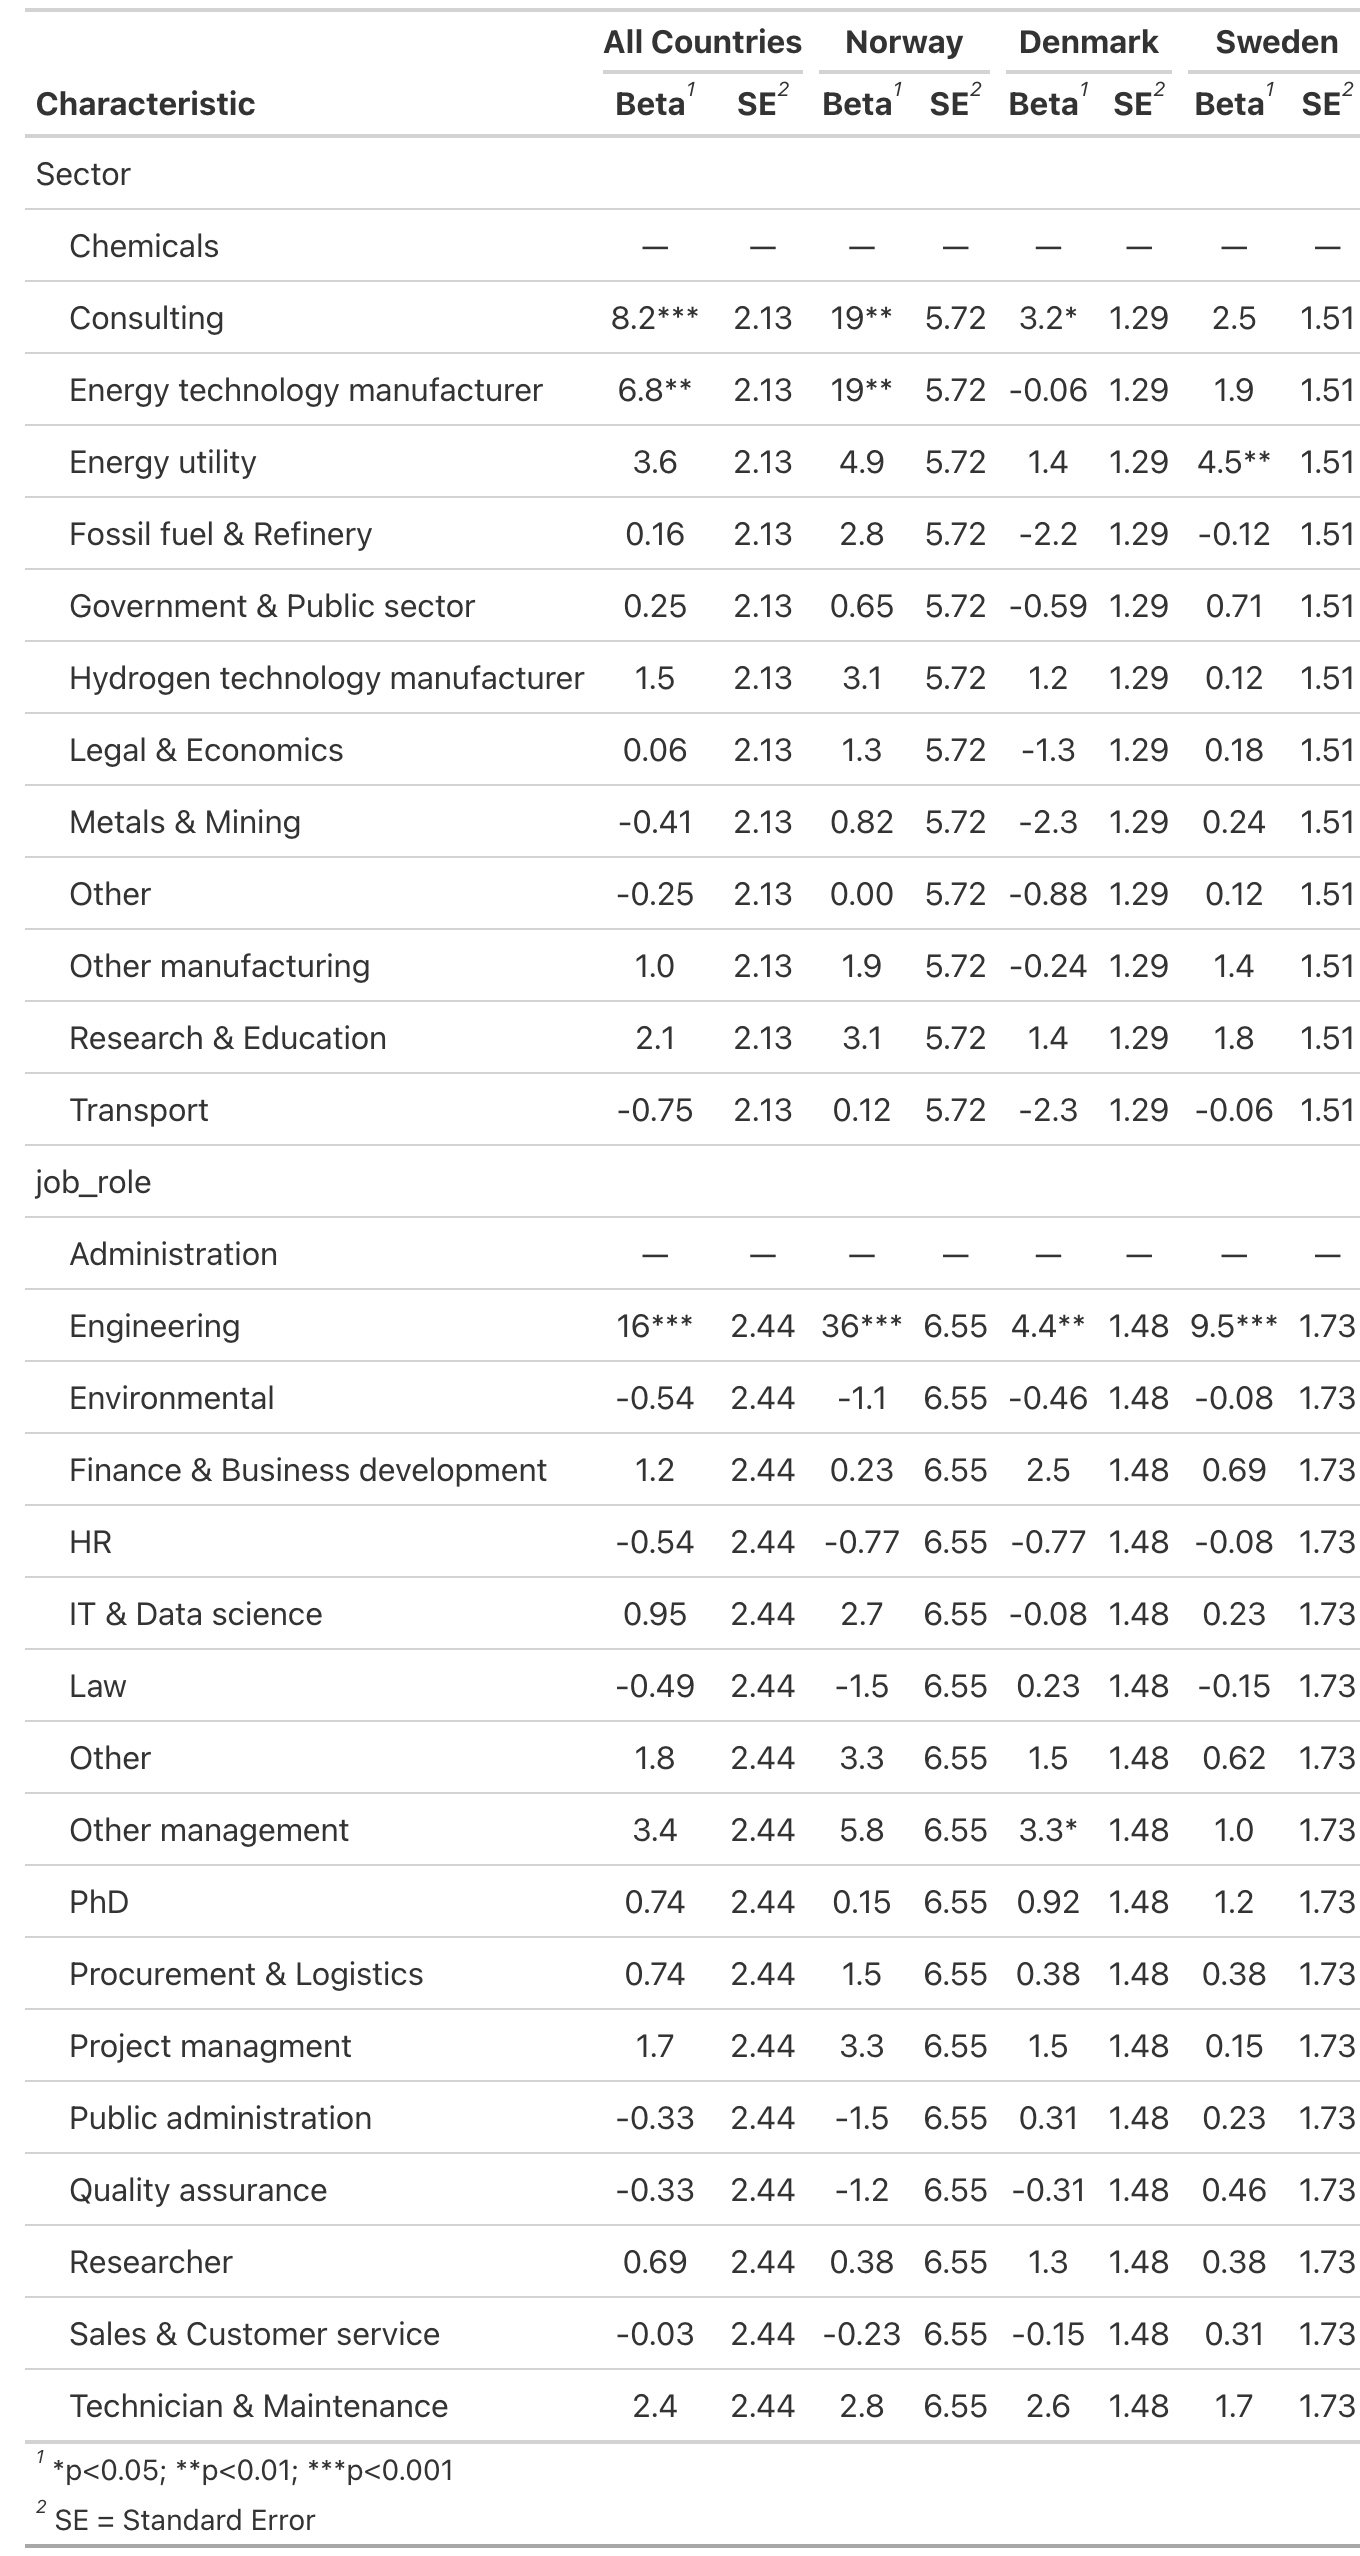 All Countries Norway Denmark Sweden
Characteristic Beta¹ SE² Beta¹ SE² Beta¹ SE² Beta¹ SE²
Sector
Chemicals — — — — — — — —
Consulting 8.2*** 2.13 19** 5.72 3.2* 1.29 2.5 1.51
Energy technology manufacturer 6.8** 2.13 19** 5.72 -0.06 1.29 1.9 1.51
Energy utility 3.6 2.13 4.9 5.72 1.4 1.29 4.5** 1.51
Fossil fuel & Refinery 0.16 2.13 2.8 5.72 -2.2 1.29 -0.12 1.51
Government & Public sector 0.25 2.13 0.65 5.72 -0.59 1.29 0.71 1.51
Hydrogen technology manufacturer 1.5 2.13 3.1 5.72 1.2 1.29 0.12 1.51
Legal & Economics 0.06 2.13 1.3 5.72 -1.3 1.29 0.18 1.51
Metals & Mining -0.41 2.13 0.82 5.72 -2.3 1.29 0.24 1.51
Other -0.25 2.13 0.00 5.72 -0.88 1.29 0.12 1.51
Other manufacturing 1.0 2.13 1.9 5.72 -0.24 1.29 1.4 1.51
Research & Education 2.1 2.13 3.1 5.72 1.4 1.29 1.8 1.51
Transport -0.75 2.13 0.12 5.72 -2.3 1.29 -0.06 1.51
job_role
Administration — — — — — — — —
Engineering 16*** 2.44 36*** 6.55 4.4** 1.48 9.5*** 1.73
Environmental -0.54 2.44 -1.1 6.55 -0.46 1.48 -0.08 1.73
Finance & Business development 1.2 2.44 0.23 6.55 2.5 1.48 0.69 1.73
HR -0.54 2.44 -0.77 6.55 -0.77 1.48 -0.08 1.73
IT & Data science 0.95 2.44 2.7 6.55 -0.08 1.48 0.23 1.73
Law -0.49 2.44 -1.5 6.55 0.23 1.48 -0.15 1.73
Other 1.8 2.44 3.3 6.55 1.5 1.48 0.62 1.73
Other management 3.4 2.44 5.8 6.55 3.3* 1.48 1.0 1.73
PhD 0.74 2.44 0.15 6.55 0.92 1.48 1.2 1.73
Procurement & Logistics 0.74 2.44 1.5 6.55 0.38 1.48 0.38 1.73
Project managment 1.7 2.44 3.3 6.55 1.5 1.48 0.15 1.73
Public administration -0.33 2.44 -1.5 6.55 0.31 1.48 0.23 1.73
Quality assurance -0.33 2.44 -1.2 6.55 -0.31 1.48 0.46 1.73
Researcher 0.69 2.44 0.38 6.55 1.3 1.48 0.38 1.73
Sales & Customer service -0.03 2.44 -0.23 6.55 -0.15 1.48 0.31 1.73
Technician & Maintenance 2.4 2.44 2.8 6.55 2.6 1.48 1.7 1.73
¹ *p<0.05; **p<0.01; ***p<0.001
² SE = Standard Error